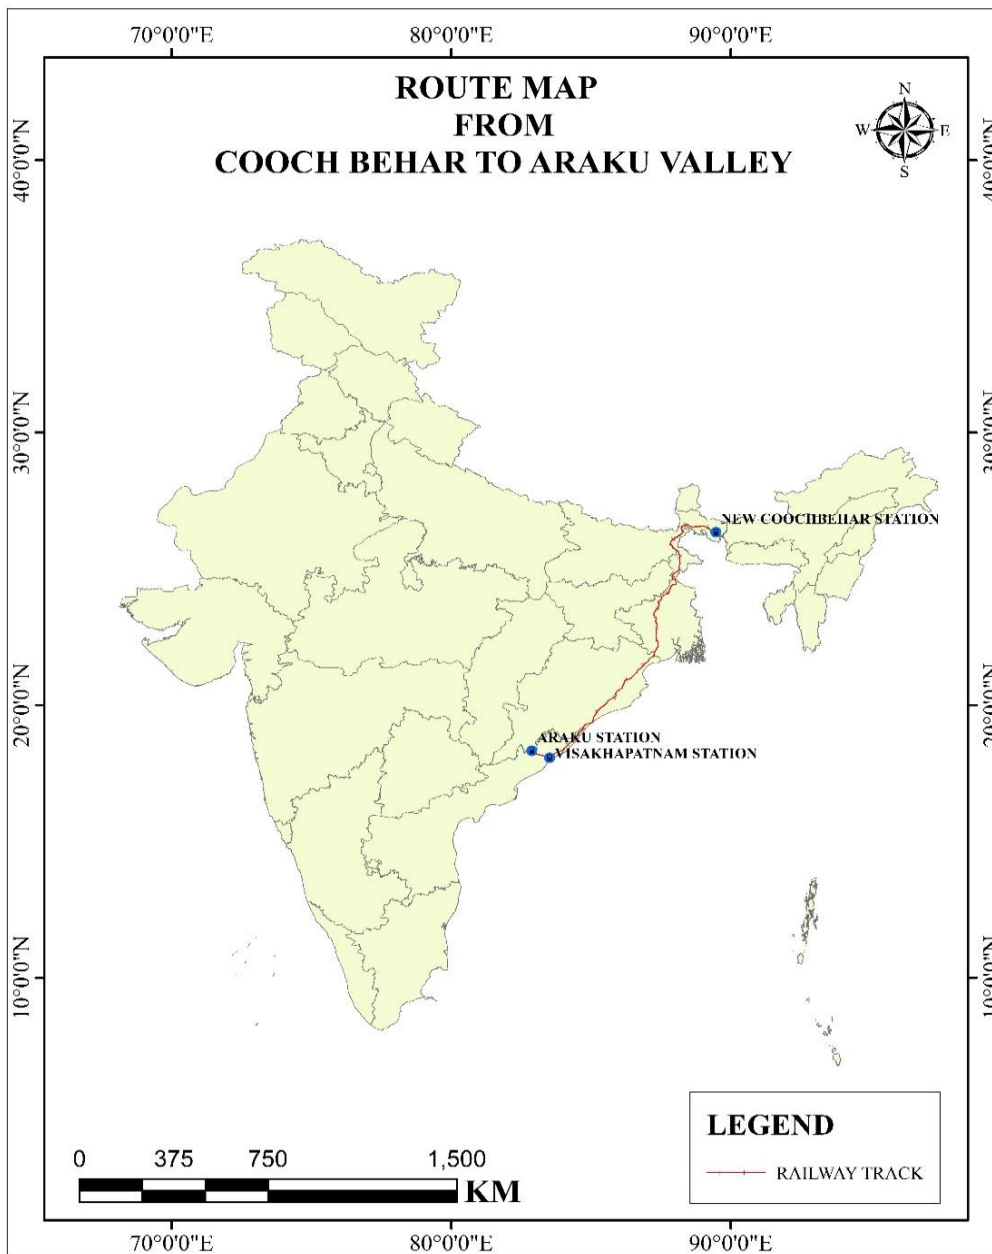 70°0'0"E 80°0'0"E 90°0'0"E
ROUTE MAP
FROM
COOCH BEHAR TO ARAKU VALLEY
N
W E
S
40°0'0"N 40°0'0"N
30°0'0"N 30°0'0"N
NEW COOCHBEHAR STATION
20°0'0"N 20°0'0"N
ARAKU STATION
VISAKHAPATNAM STATION
10°0'0"N 10°0'0"N
LEGEND
RAILWAY TRACK
0 375 750 1,500
KM
70°0'0"E 80°0'0"E 90°0'0"E